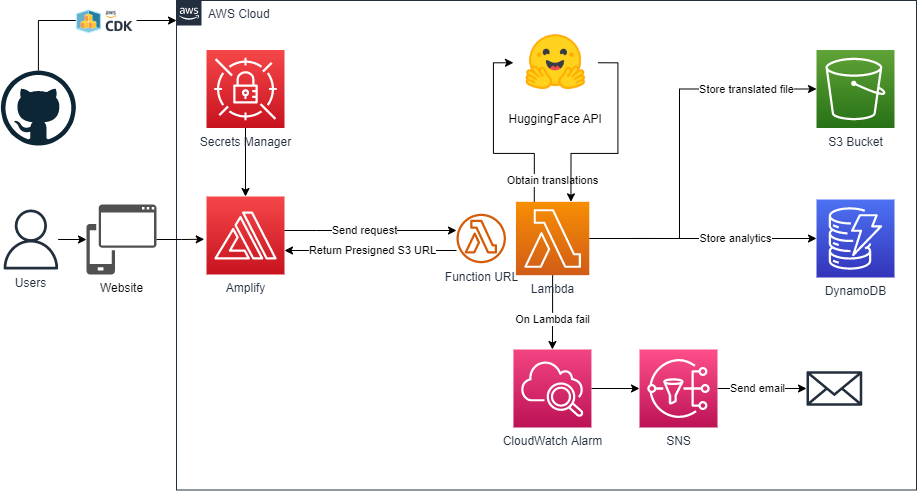 aws
CDK
aws
AWS Cloud
Secrets Manager
HuggingFace API
Store translated file
S3 Bucket
Obtain translations
Send request
Return Presigned S3 URL
Function URL
Lambda
Store analytics
DynamoDB
Users
Website
Amplify
On Lambda fail
CloudWatch Alarm
SNS
Send email